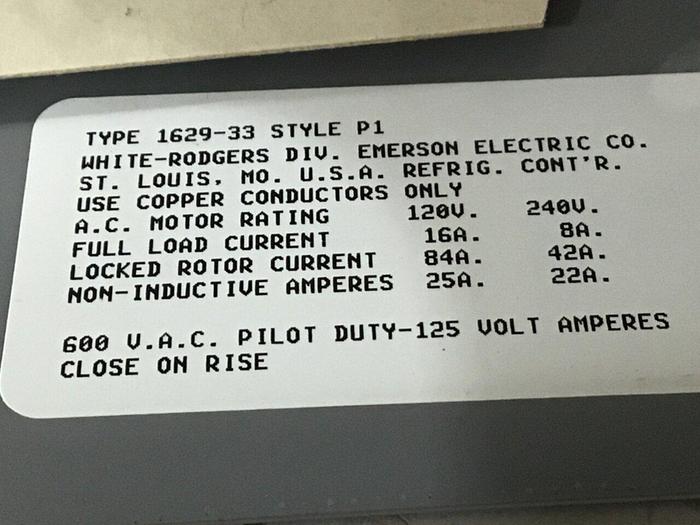 TYPE 1629-33 STYLE P1
WHITE-RODGERS DIV. EMERSON ELECTRIC CO.
ST. LOUIS, MO. U.S.A. REFRIG. CONT'R.
USE COPPER CONDUCTORS ONLY
A.C. MOTOR RATING 120V. 240V.
FULL LOAD CURRENT 16A. 8A.
LOCKED ROTOR CURRENT 84A. 42A.
NON-INDUCTIVE AMPERES 25A. 22A.
600 V.A.C. PILOT DUTY-125 VOLT AMPERES
CLOSE ON RISE